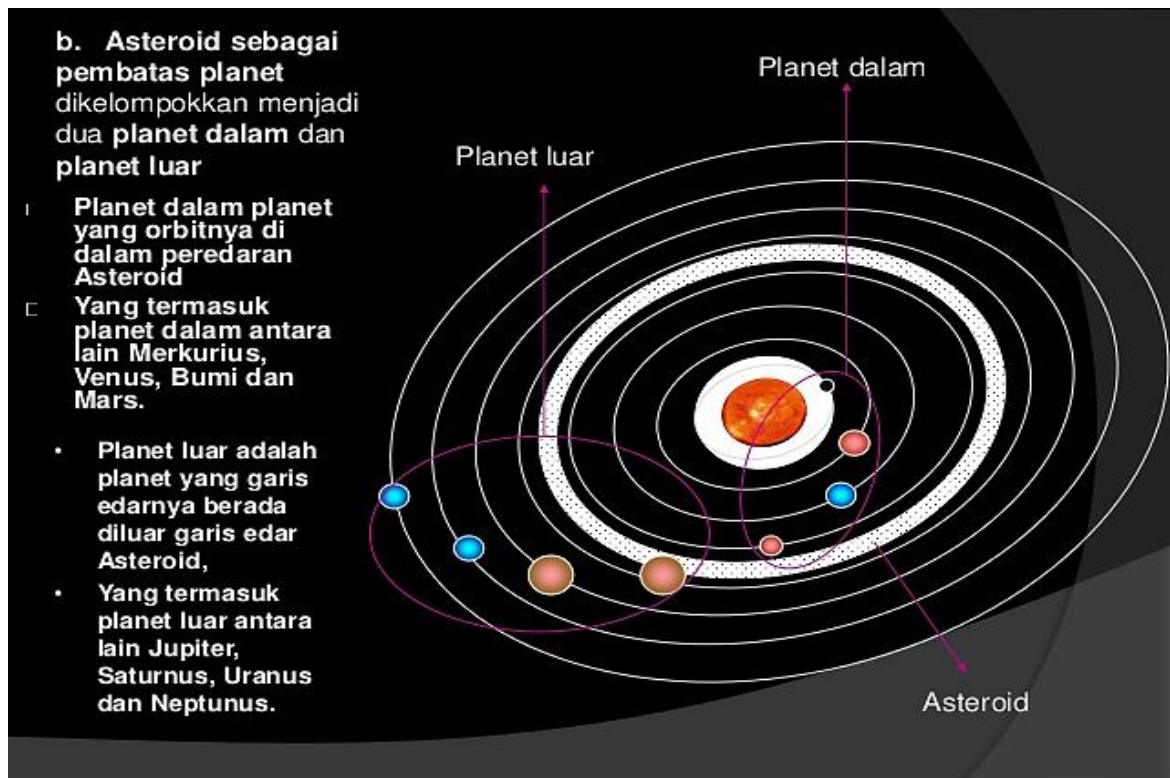 b. Asteroid sebagai
pembatas planet
dikelompokkan menjadi
dua planet dalam dan
planet luar
Planet dalam planet
yang orbitnya di
dalam peredaran
Asteroid
Yang termasuk
planet dalam antara
lain Merkurius,
Venus, Bumi dan
Mars.
• Planet luar adalah
planet yang garis
edarnya berada
diluar garis edar
Asteroid,
• Yang termasuk
planet luar antara
lain Jupiter,
Saturnus, Uranus
dan Neptunus.
Planet luar
Planet dalam
Asteroid